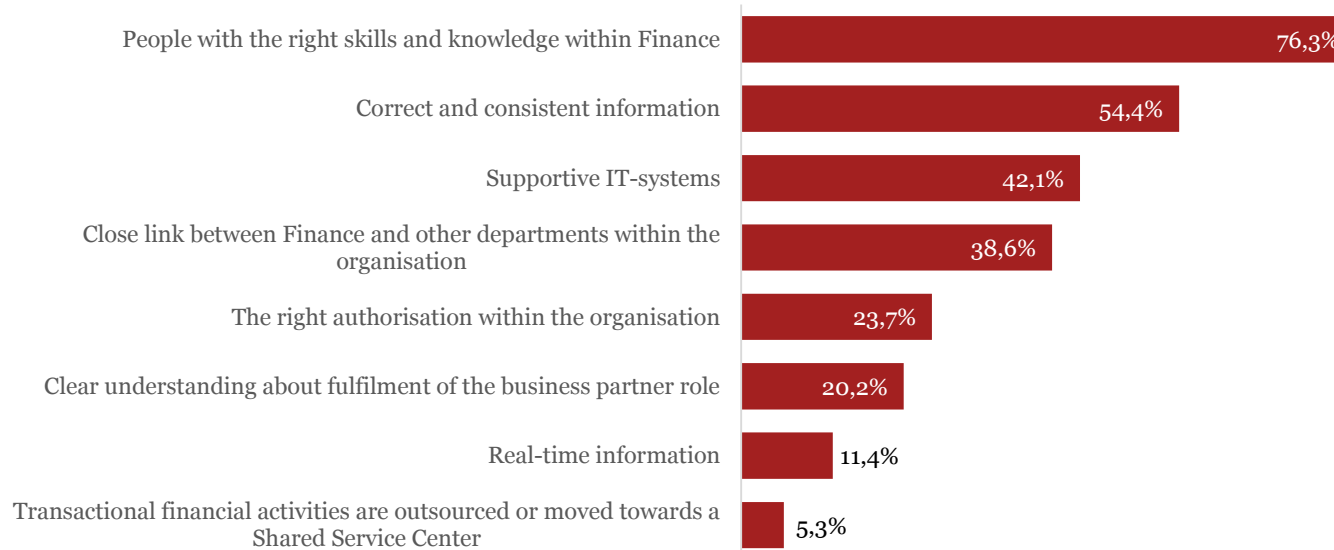 People with the right skills and knowledge within Finance
76,3%
Correct and consistent information
54,4%
Supportive IT-systems
42,1%
Close link between Finance and other departments within the
organisation
38,6%
The right authorisation within the organisation
23,7%
Clear understanding about fulfilment of the business partner role
20,2%
Real-time information
11,4%
Transactional financial activities are outsourced or moved towards a
Shared Service Center
5,3%